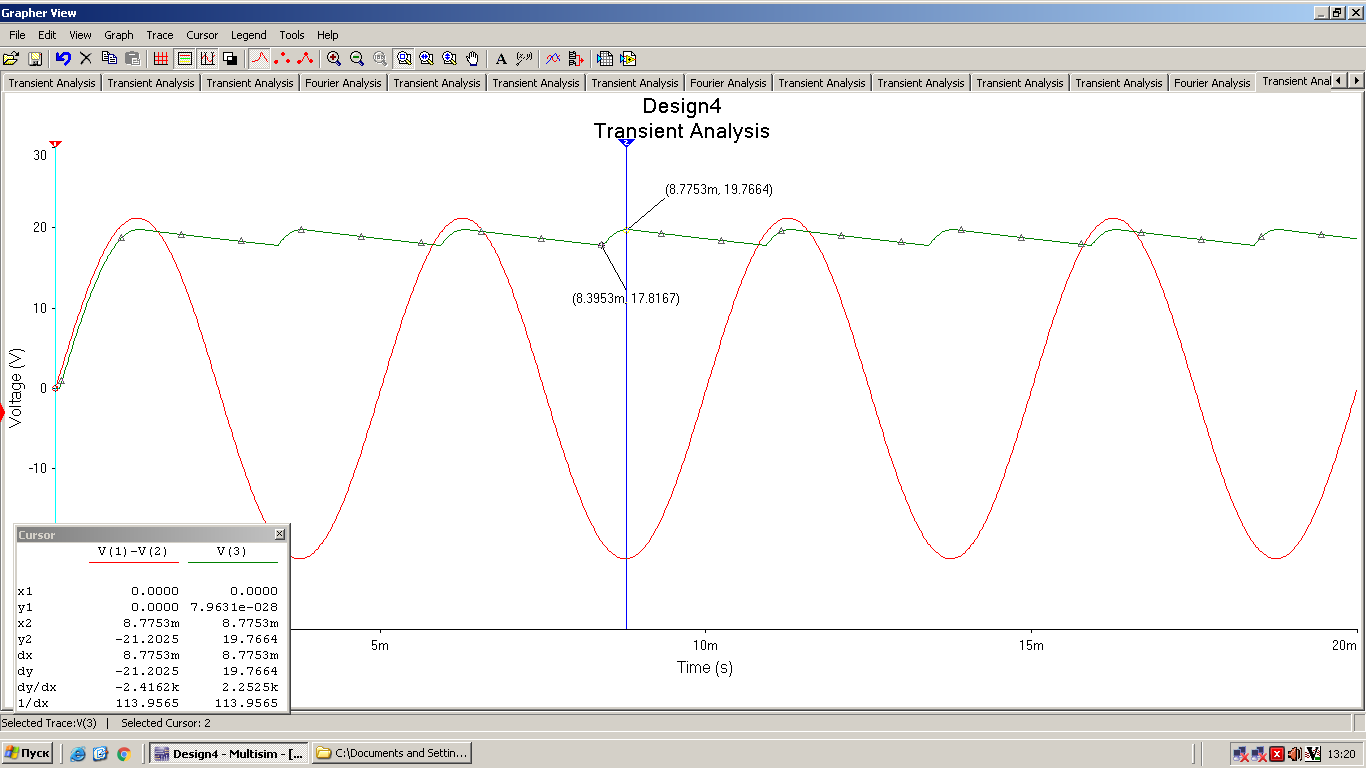 Grapher View
File Edit View Graph Trace Cursor Legend Tools Help
Transient Analysis Transient Analysis Transient Analysis Fourier Analysis Transient Analysis Transient Analysis Transient Analysis Fourier Analysis Transient Analysis Transient Analysis Transient Analysis Transient Analysis Fourier Analysis Transient Anal
Design4
Transient Analysis
30
(8.7753m, 19.7664)
20
(8.3953m, 17.8167)
10
Voltage (V)
0
-10
5m 10m 15m 20m
Time (s)
Cursor
V(1)-V(2) V(3)
x1 0.0000 0.0000
y1 0.0000 7.9631e-028
x2 8.7753m 8.7753m
y2 -21.2025 19.7664
dx 8.7753m 8.7753m
dy -21.2025 19.7664
dy/dx -2.4162k 2.2525k
1/dx 113.9565 113.9565
Selected Trace:V(3) | Selected Cursor: 2
Пуск Design4 - Multisim - [... C:\Documents and Settin... 13:20